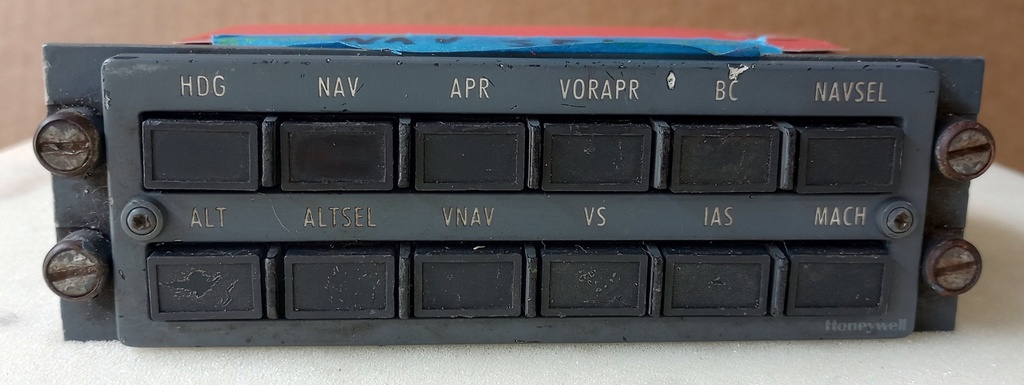 HDG NAV APR VORAPR BC NAVSEL
ALT ALTSEL VNAV VS IAS MACH
Honeywell